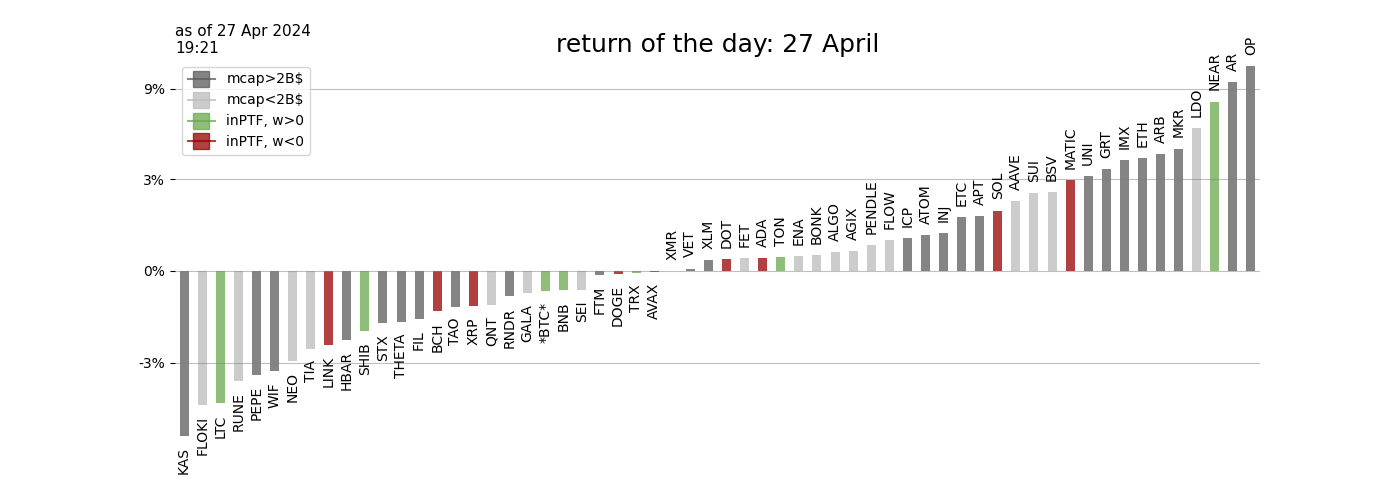 as of 27 Apr 2024
19:21
return of the day: 27 April
mcap>2B$
mcap<2B$
inPTF, w>0
inPTF, w<0
9%
3%
0%
-3%
KAS
FLOKI
LTC
RUNE
PEPE
WIF
NEO
TIA
LINK
HBAR
SHIB
STX
THETA
FIL
BCH
TAO
XRP
QNT
RNDR
GALA
*BTC*
BNB
SEI
FTM
DOGE
TRX
AVAX
XMR
VET
XLM
DOT
FET
ADA
TON
ENA
BONK
ALGO
AGIX
PENDLE
FLOW
ICP
ATOM
INJ
ETC
APT
SOL
AAVE
SUI
BSV
MATIC
UNI
GRT
IMX
ETH
ARB
MKR
LDO
NEAR
AR
OP